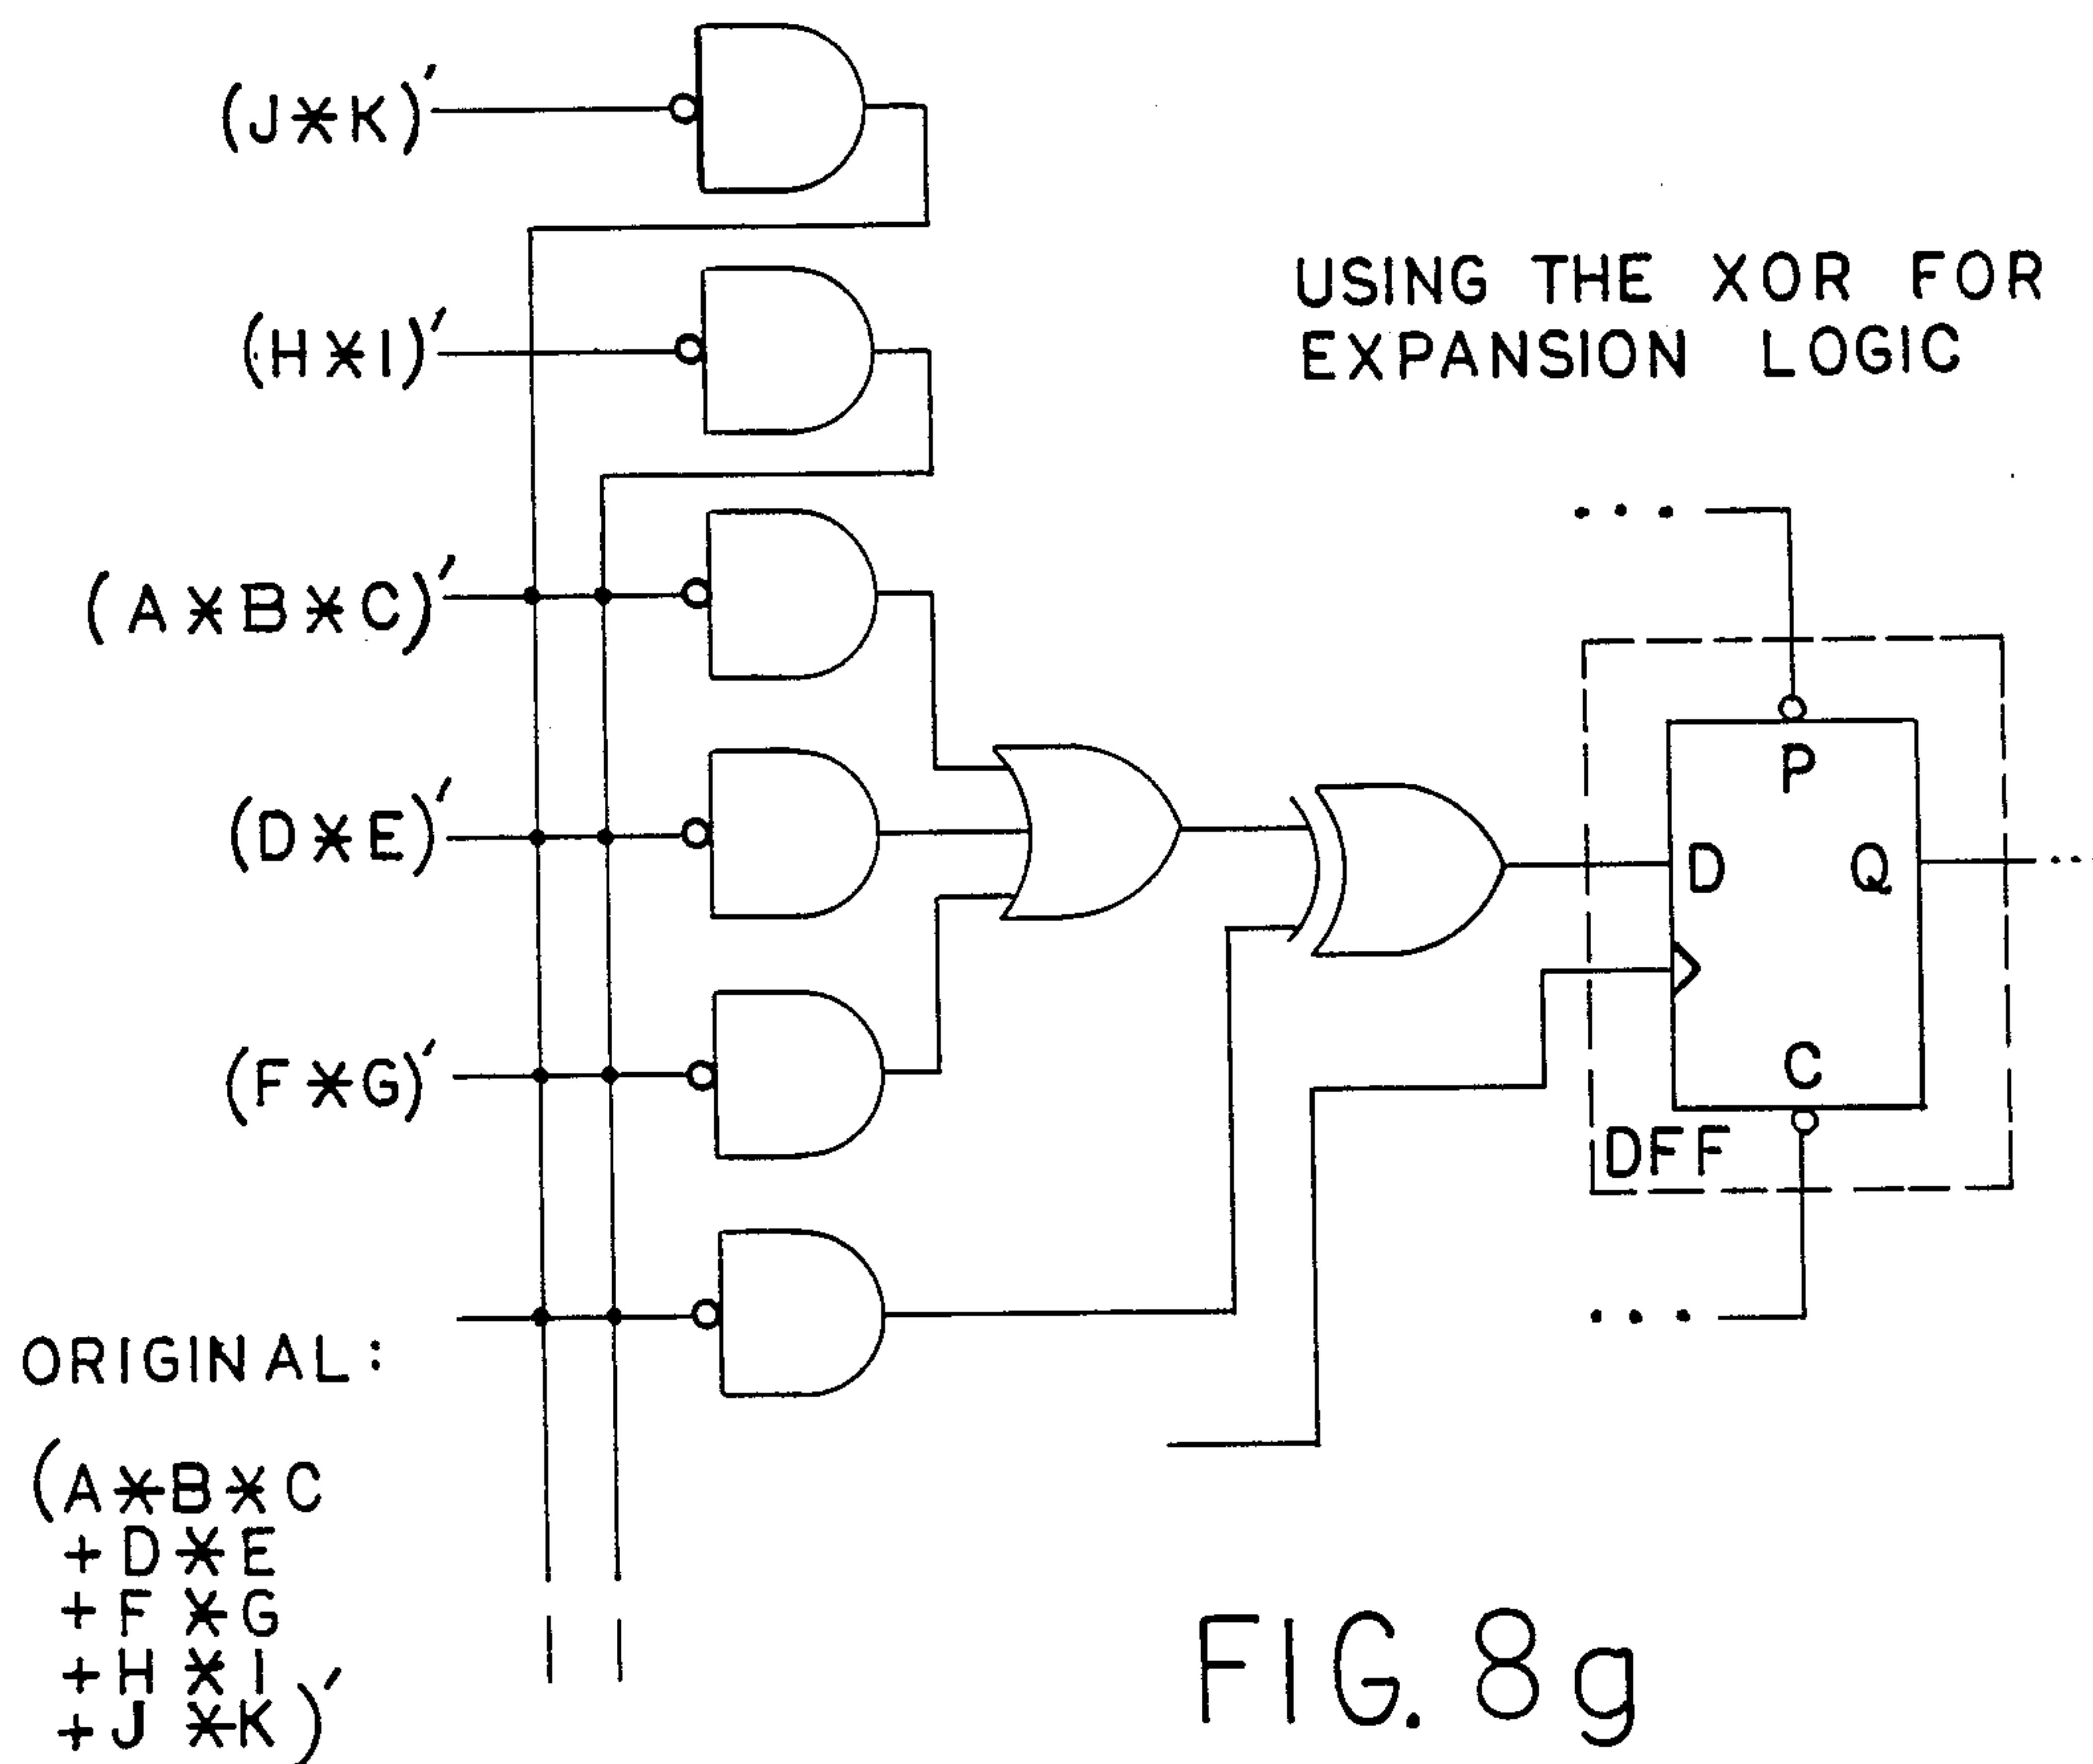 (J*K)′
(H*I)′
USING THE XOR FOR
EXPANSION LOGIC
(A*B*C)′
(D*E)′
(F*G)′
P
D
Q
C
DFF
ORIGINAL:
(A*B*C
+D*E
+F*G
+H*I
+J*K)′
FIG. 8g